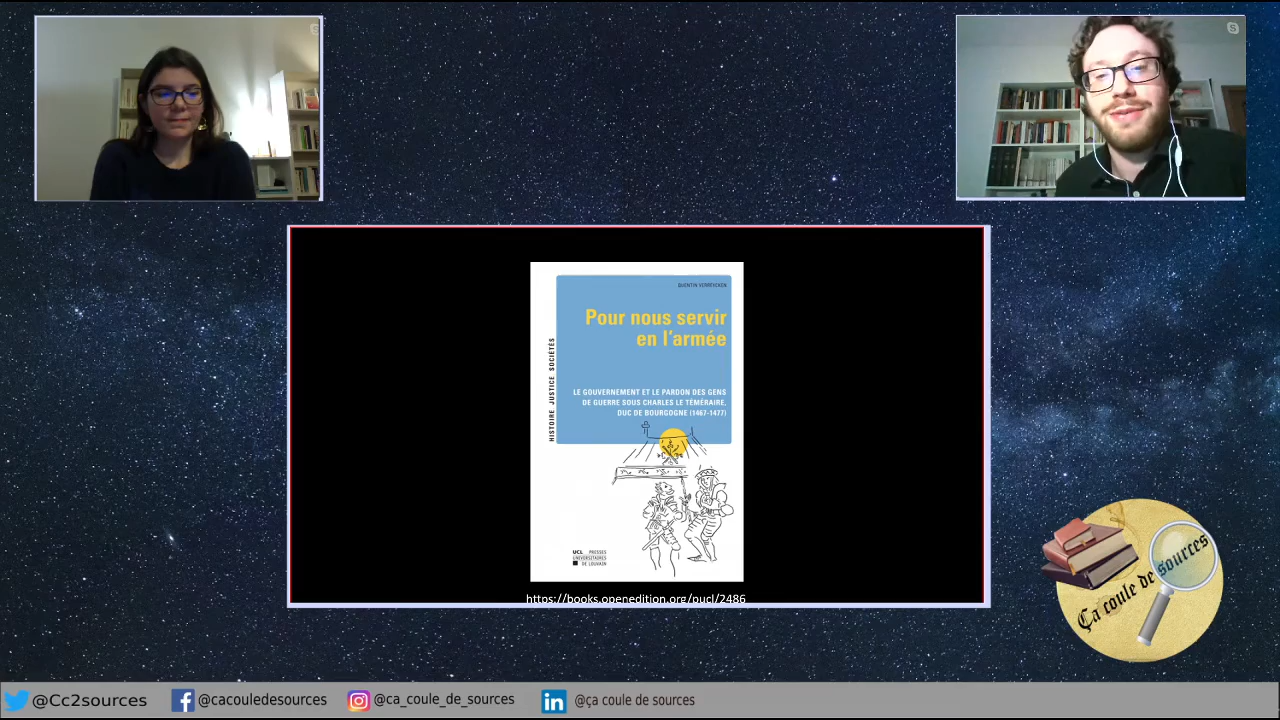 QUENTIN VERREYCKEN
Pour nous servir
en l'armée
HISTOIRE JUSTICE SOCIÉTÉS
LE GOUVERNEMENT ET LE PARDON DES GENS
DE GUERRE SOUS CHARLES LE TÉMÉRAIRE,
DUC DE BOURGOGNE (1467-1477)
UCL PRESSES
UNIVERSITAIRES
DE LOUVAIN
https://books.openedition.org/pucl/2486
Ça coule de sources
@Cc2sources
@cacouledesources
@ca_coule_de_sources
in @ça coule de sources